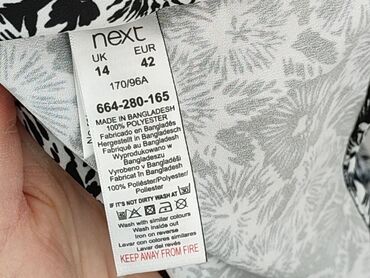 next
UK EUR
14 42
170/96A
664-280-165
MADE IN BANGLADESH
100% POLYESTER
Fabricado en Bangladés
Hergestellt in Bangladesch
Fabriqué au Bangladesh
Wyprodukowano w
Bangladeszu
Vyrobeno v Bangladéši
Fabricat în Bangladesh
100% Poliéster/Polyester
IF IT'S NOT DIRTY WASH AT 30
Wash with similar colours
Wash inside out
Iron on reverse
Lavar con colores similares
Lavar del revés
KEEP AWAY FROM FIRE